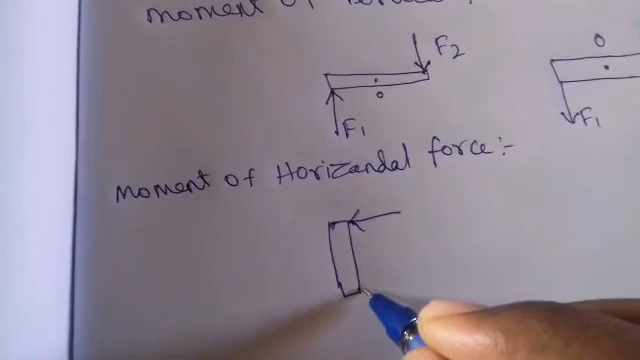 moment of
F2
O
o
F1
F1
moment of Horizandal force:-